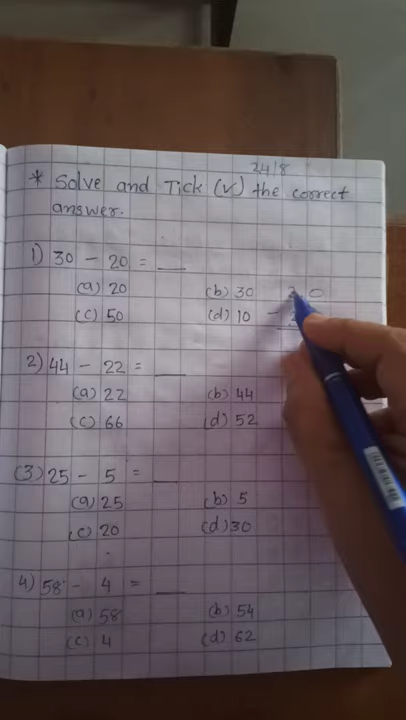 24/8
* Solve and Tick (✓) the correct
answer.
1) 30 - 20 = ___
(a) 20 (b) 30
(c) 50 (d) 10
2) 44 - 22 = ___
(a) 22 (b) 44
(c) 66 (d) 52
(3) 25 - 5 = ___
(a) 25 (b) 5
(c) 20 (d) 30
4) 58 - 4 = ___
(a) 58 (b) 54
(c) 4 (d) 62